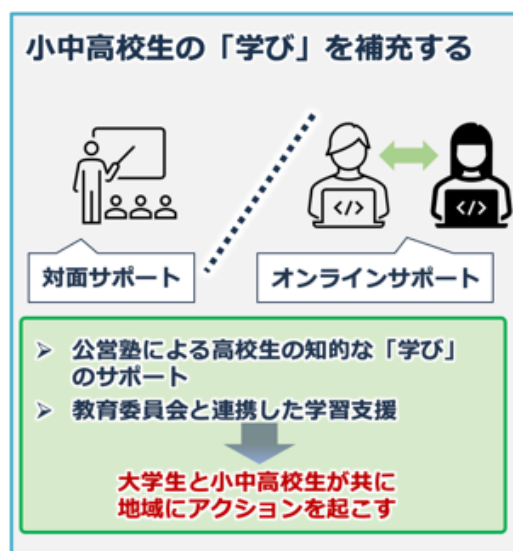 小中高校生の「学び」を補充する
</>
</>
対面サポート
オンラインサポート
➢ 公営塾による高校生の知的な「学び」
のサポート
➢ 教育委員会と連携した学習支援
大学生と小中高校生が共に
地域にアクションを起こす